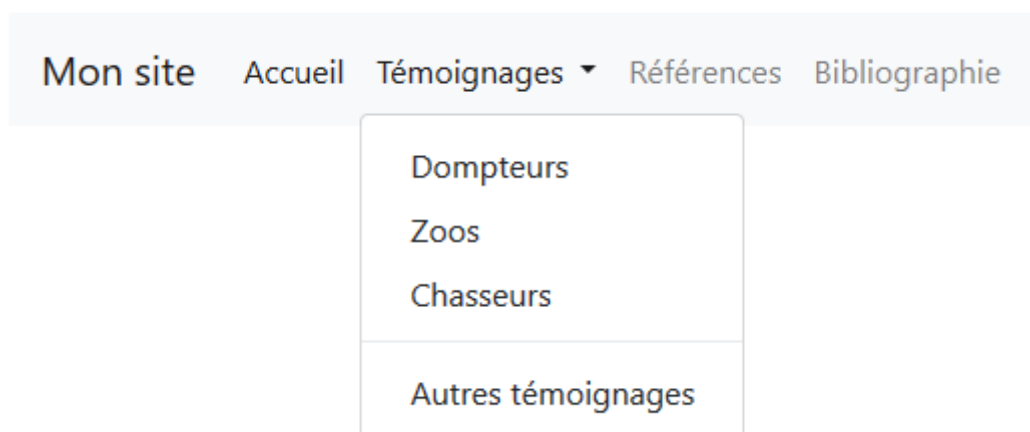 Mon site Accueil Témoignages Références Bibliographie
Dompteurs
Zoos
Chasseurs
Autres témoignages